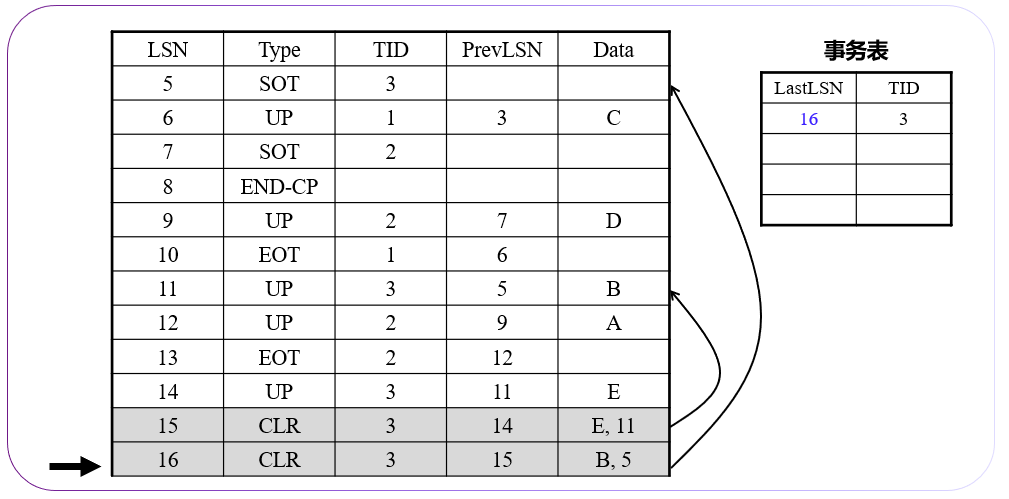 LSN Type TID PrevLSN Data
5 SOT 3
6 UP 1 3 C
7 SOT 2
8 END-CP
9 UP 2 7 D
10 EOT 1 6
11 UP 3 5 B
12 UP 2 9 A
13 EOT 2 12
14 UP 3 11 E
15 CLR 3 14 E, 11
16 CLR 3 15 B, 5
事务表
LastLSN TID
16 3